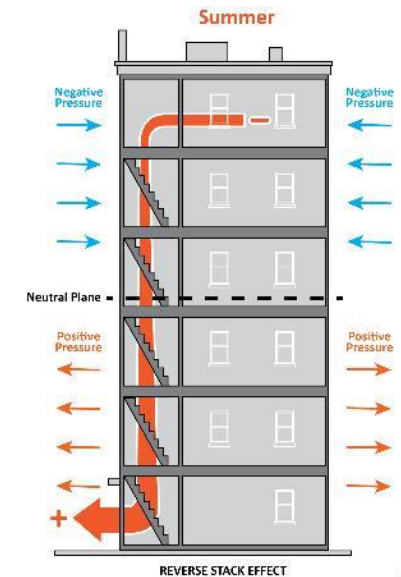 Summer
Negative
Pressure
Negative
Pressure
Neutral Plane
Positive
Pressure
Positive
Pressure
+
REVERSE STACK EFFECT